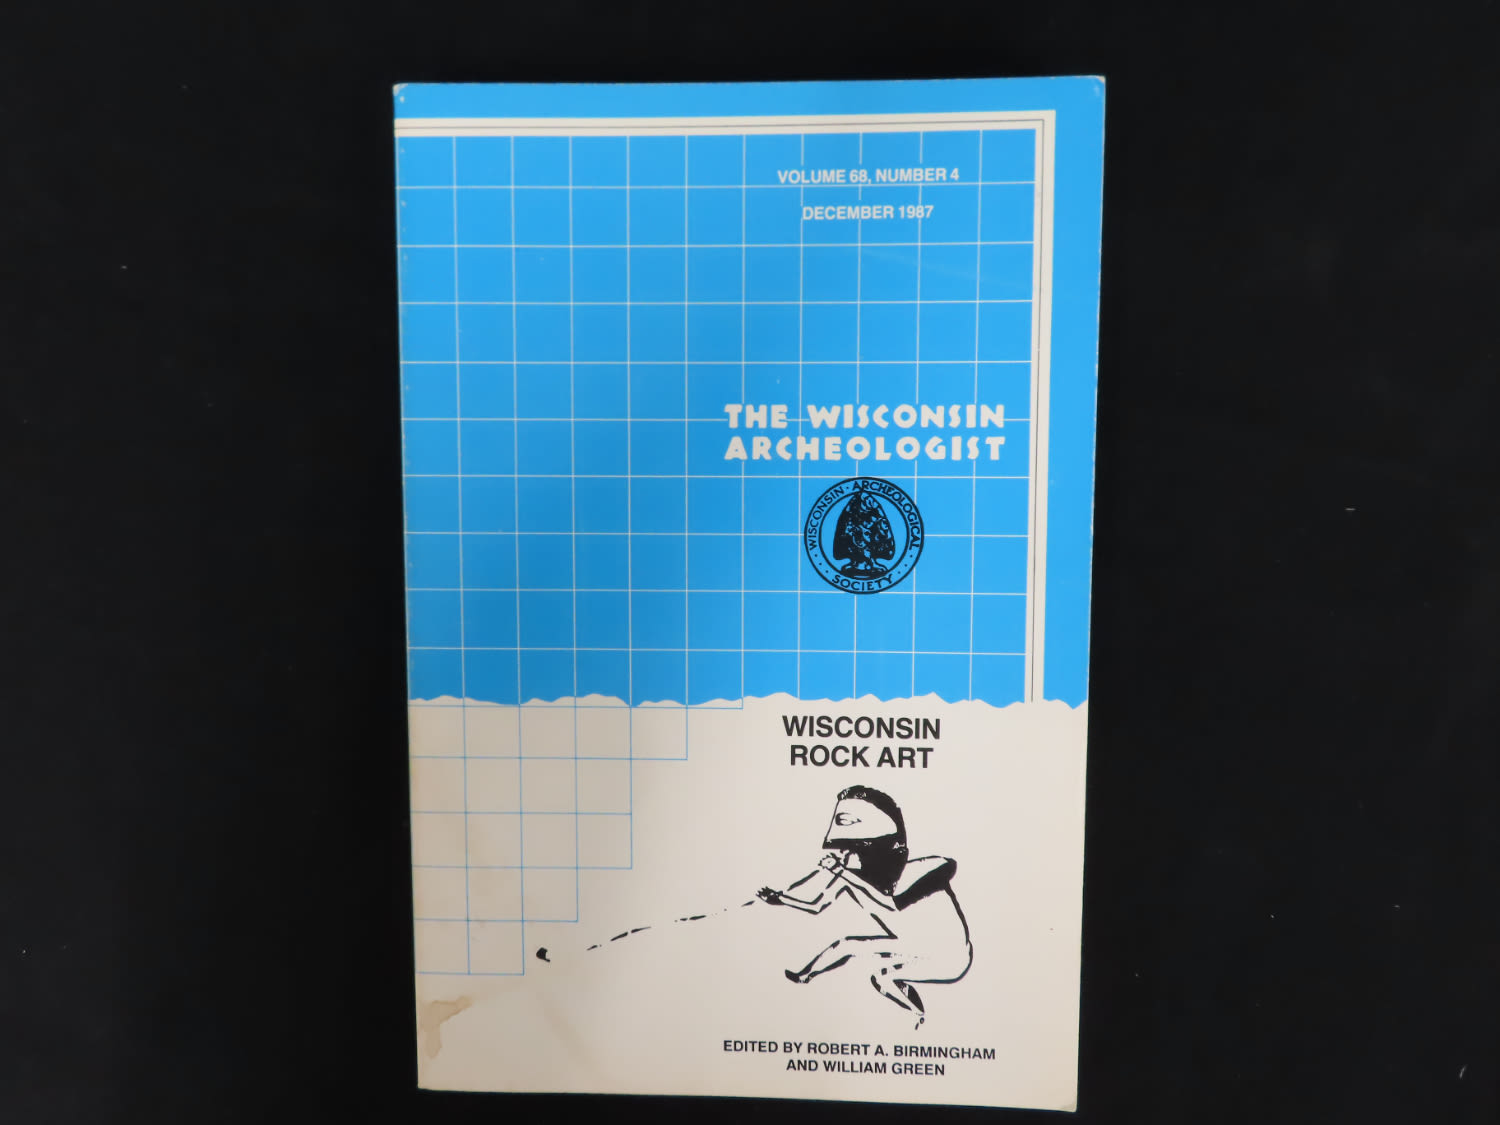 VOLUME 68, NUMBER 4
DECEMBER 1987
THE WISCONSIN
ARCHEOLOGIST
WISCONSIN · ARCHEOLOGICAL
SOCIETY
WISCONSIN
ROCK ART
EDITED BY ROBERT A. BIRMINGHAM
AND WILLIAM GREEN